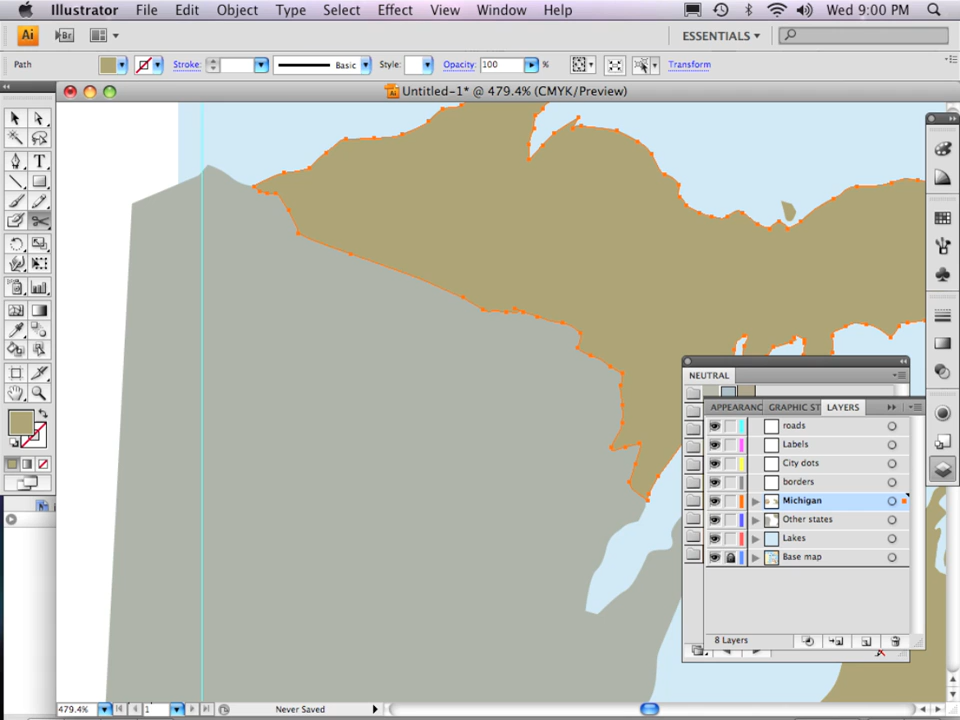 Illustrator File Edit Object Type Select Effect View Window Help Wed 9:00 PM
Ai Br ESSENTIALS
Path Stroke: Basic Style: Opacity: 100 % Transform
Untitled-1* @ 479.4% (CMYK/Preview)
T
NEUTRAL
APPEARANC GRAPHIC ST LAYERS
roads
Labels
City dots
borders
Michigan
Other states
Lakes
Base map
8 Layers
479.4% 1 Never Saved